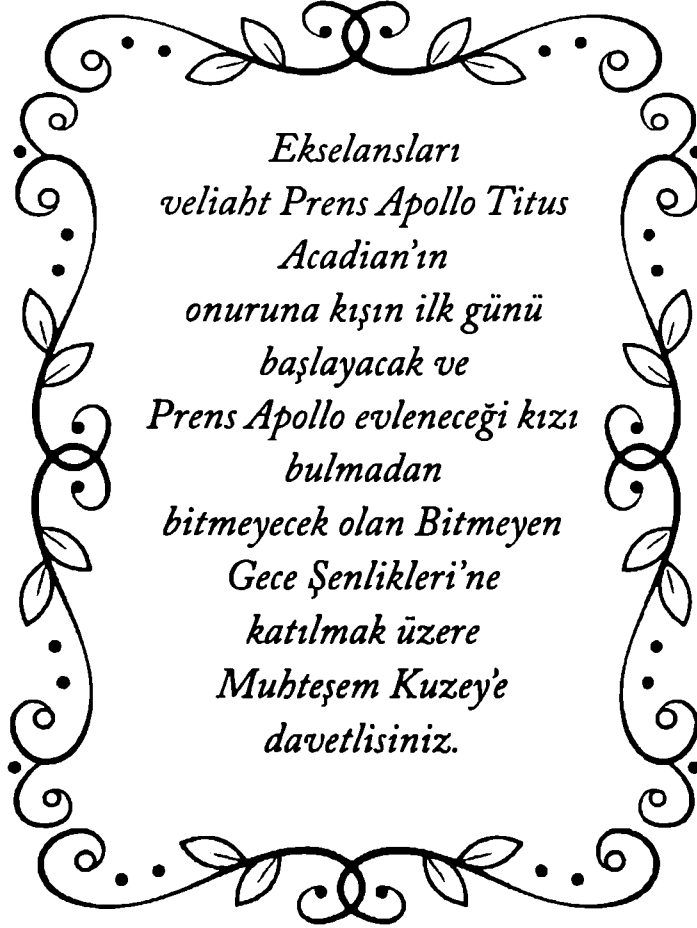 Ekselansları
veliaht Prens Apollo Titus
Acadian’ın
onuruna kışın ilk günü
başlayacak ve
Prens Apollo evleneceği kızı
bulmadan
bitmeyecek olan Bitmeyen
Gece Şenlikleri’ne
katılmak üzere
Muhteşem Kuzey’e
davetlisiniz.